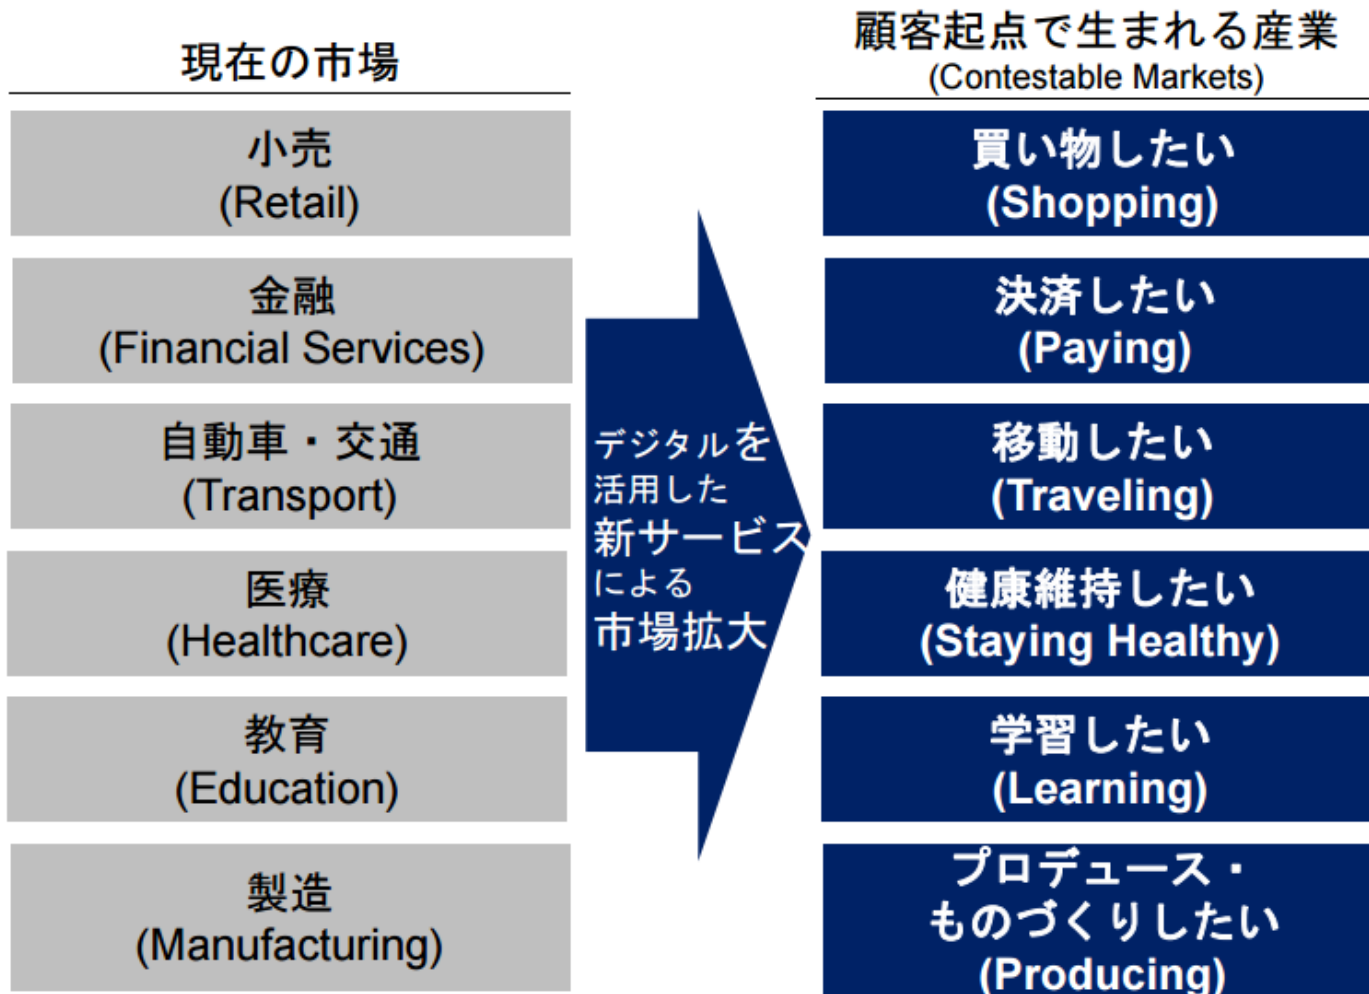 現在の市場
小売
(Retail)
金融
(Financial Services)
自動車・交通
(Transport)
医療
(Healthcare)
教育
(Education)
製造
(Manufacturing)
デジタルを
活用した
新サービス
による
市場拡大
顧客起点で生まれる産業
(Contestable Markets)
買い物したい
(Shopping)
決済したい
(Paying)
移動したい
(Traveling)
健康維持したい
(Staying Healthy)
学習したい
(Learning)
プロデュース・
ものづくりしたい
(Producing)